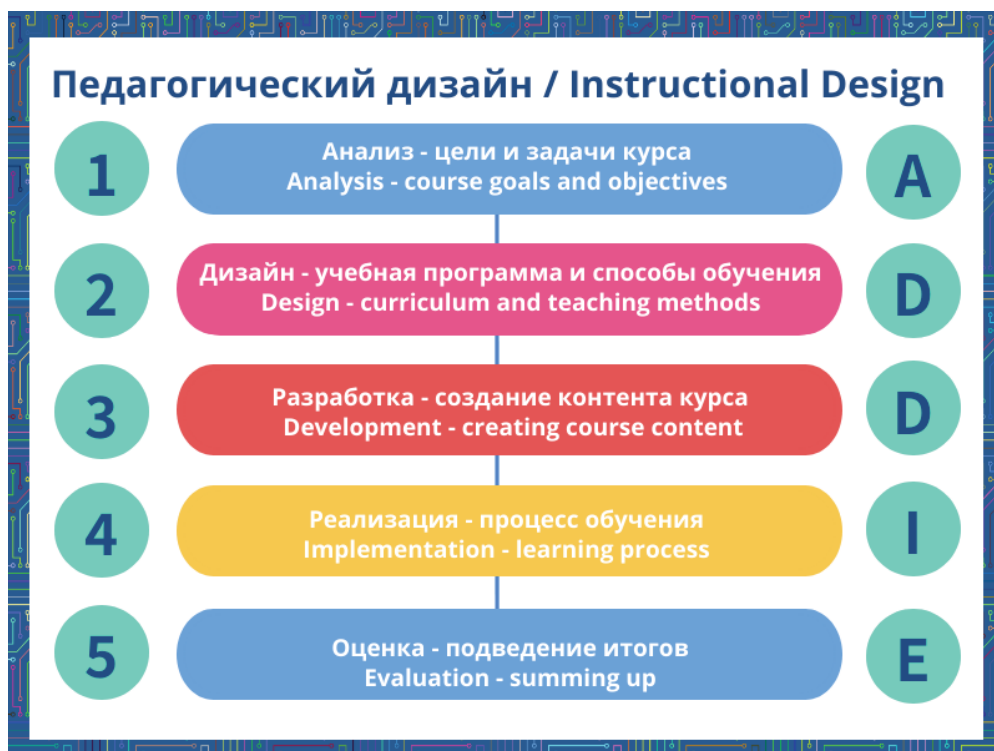 Педагогический дизайн / Instructional Design
1
Анализ - цели и задачи курса
Analysis - course goals and objectives
A
2
Дизайн - учебная программа и способы обучения
Design - curriculum and teaching methods
D
3
Разработка - создание контента курса
Development - creating course content
D
4
Реализация - процесс обучения
Implementation - learning process
I
5
Оценка - подведение итогов
Evaluation - summing up
E